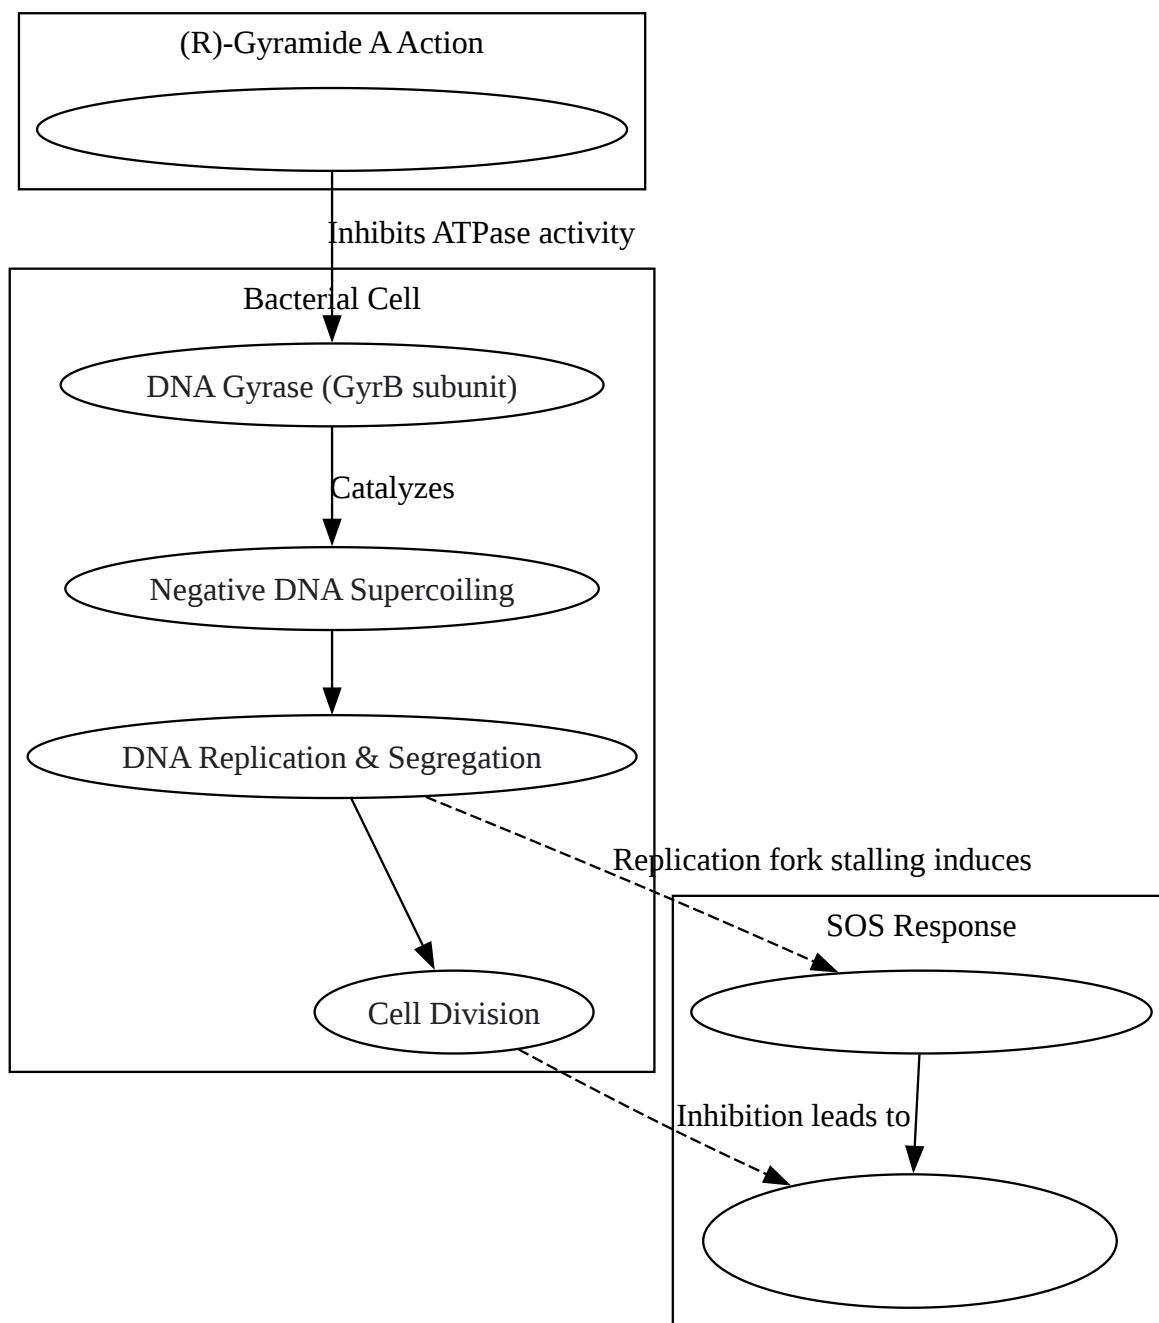 (R)-Gyramide A Action
Inhibits ATPase activity
Bacterial Cell
DNA Gyrase (GyrB subunit)
Catalyzes
Negative DNA Supercoiling
DNA Replication & Segregation
Replication fork stalling induces
SOS Response
Cell Division
Inhibition leads to